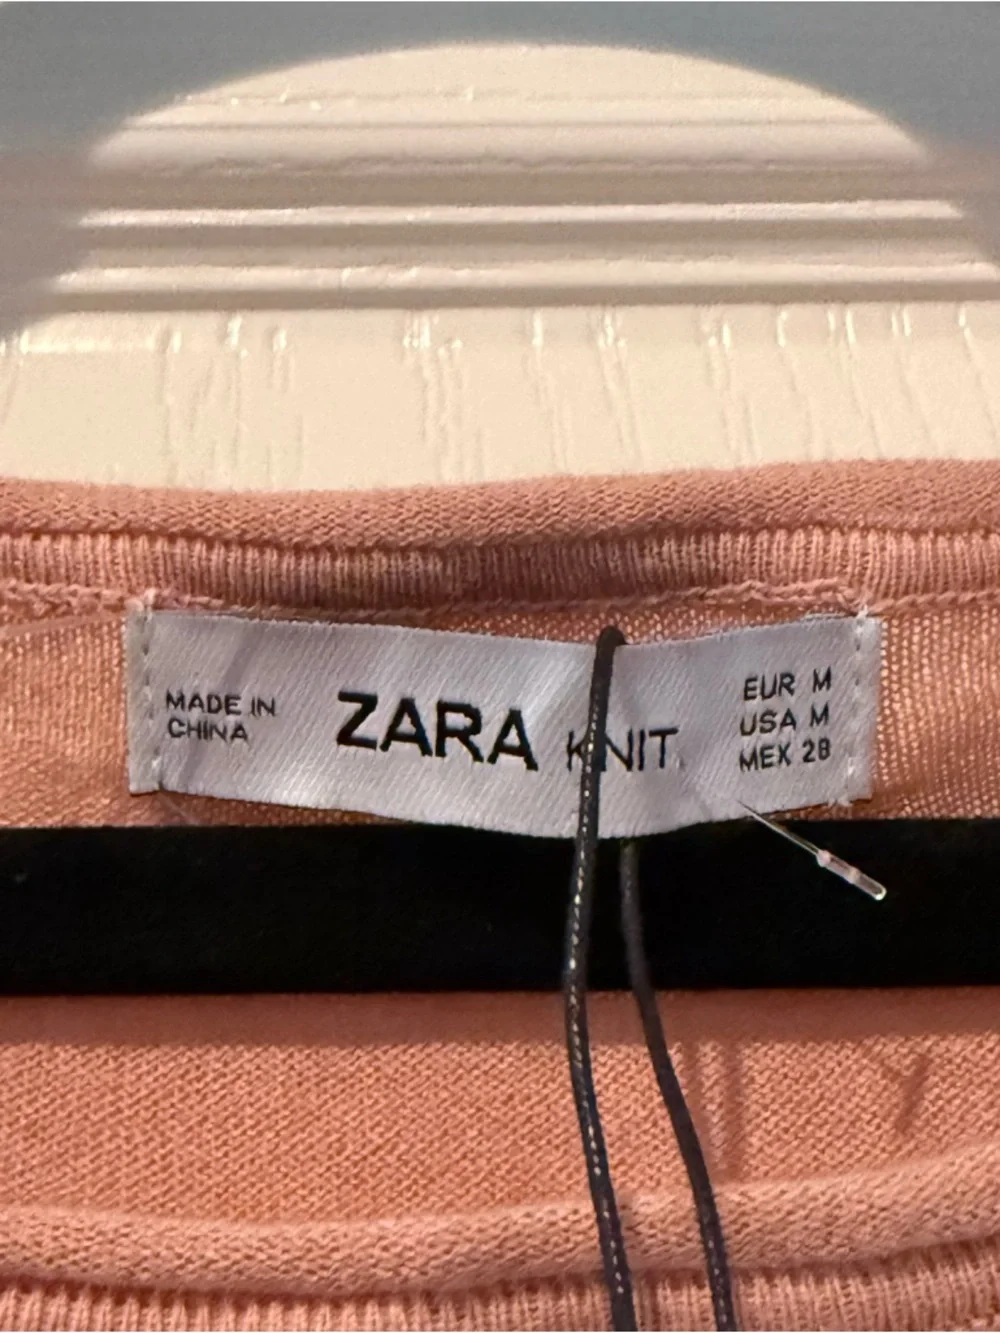 MADE IN
CHINA
ZARA KNIT
EUR M
USA M
MEX 28